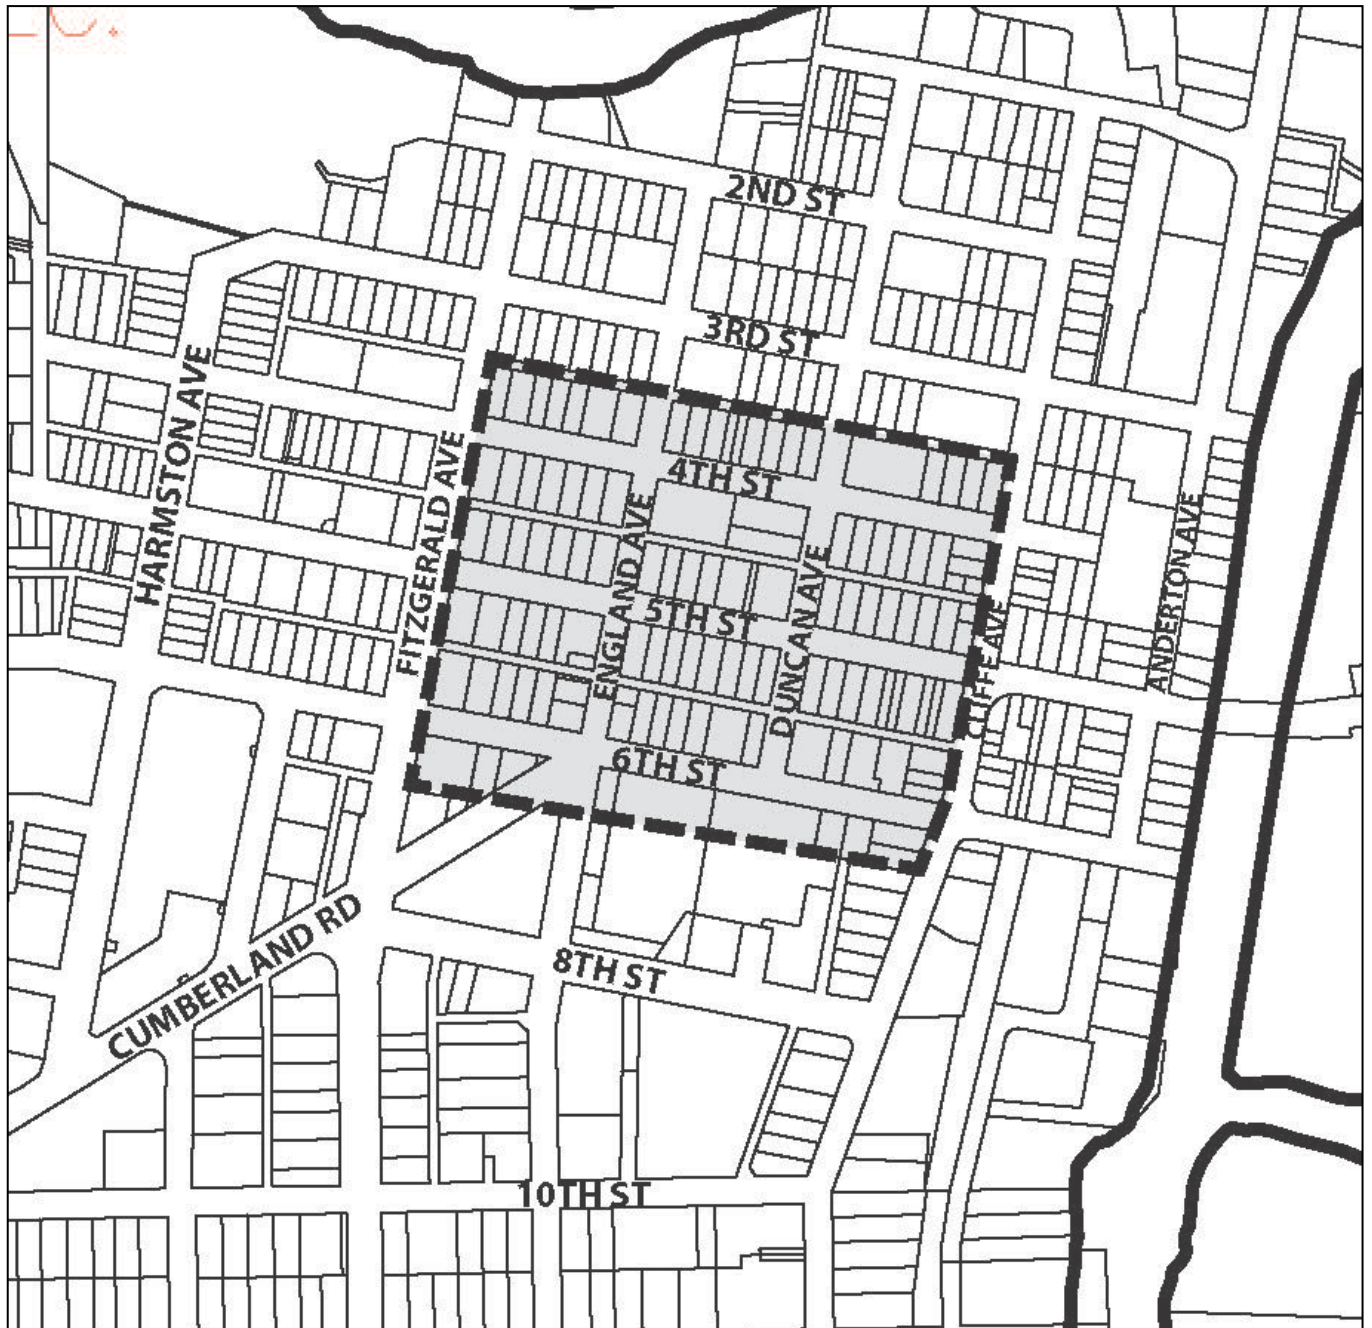 2ND ST
3RD ST
HARMSTON AVE
FITZGERALD AVE
4TH ST
ENGLAND AVE
DUNCAN AVE
ANDERTON AVE
5TH ST
CLIFFE AVE
6TH ST
CUMBERLAND RD
8TH ST
10TH ST